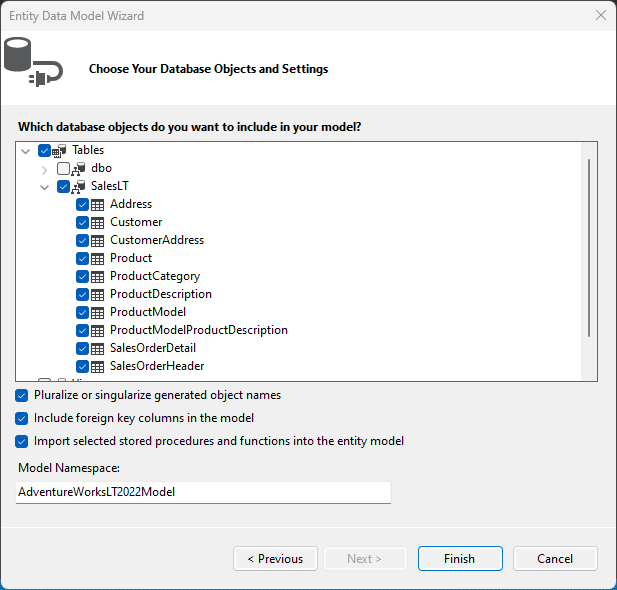 Entity Data Model Wizard
Choose Your Database Objects and Settings
Which database objects do you want to include in your model?
Tables
dbo
SalesLT
Address
Customer
CustomerAddress
Product
ProductCategory
ProductDescription
ProductModel
ProductModelProductDescription
SalesOrderDetail
SalesOrderHeader
Pluralize or singularize generated object names
Include foreign key columns in the model
Import selected stored procedures and functions into the entity model
Model Namespace:
AdventureWorksLT2022Model
< Previous
Next >
Finish
Cancel